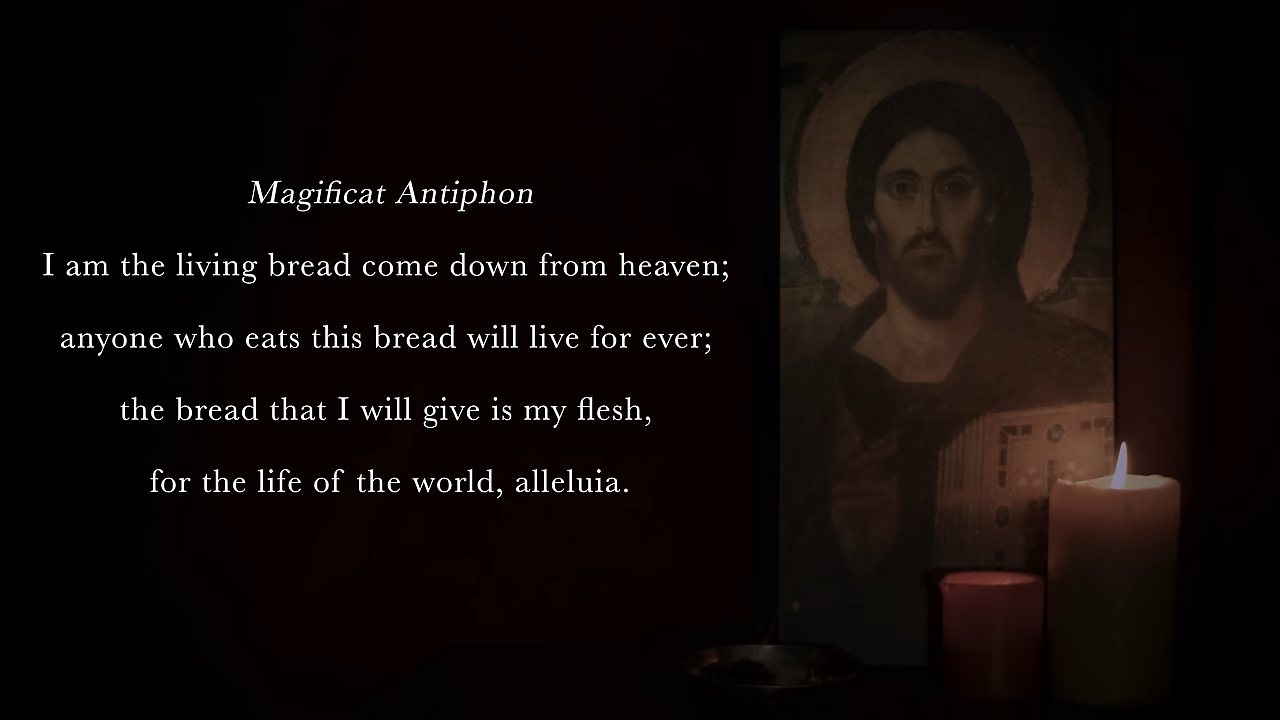 Magificat Antiphon
I am the living bread come down from heaven;
anyone who eats this bread will live for ever;
the bread that I will give is my flesh,
for the life of the world, alleluia.